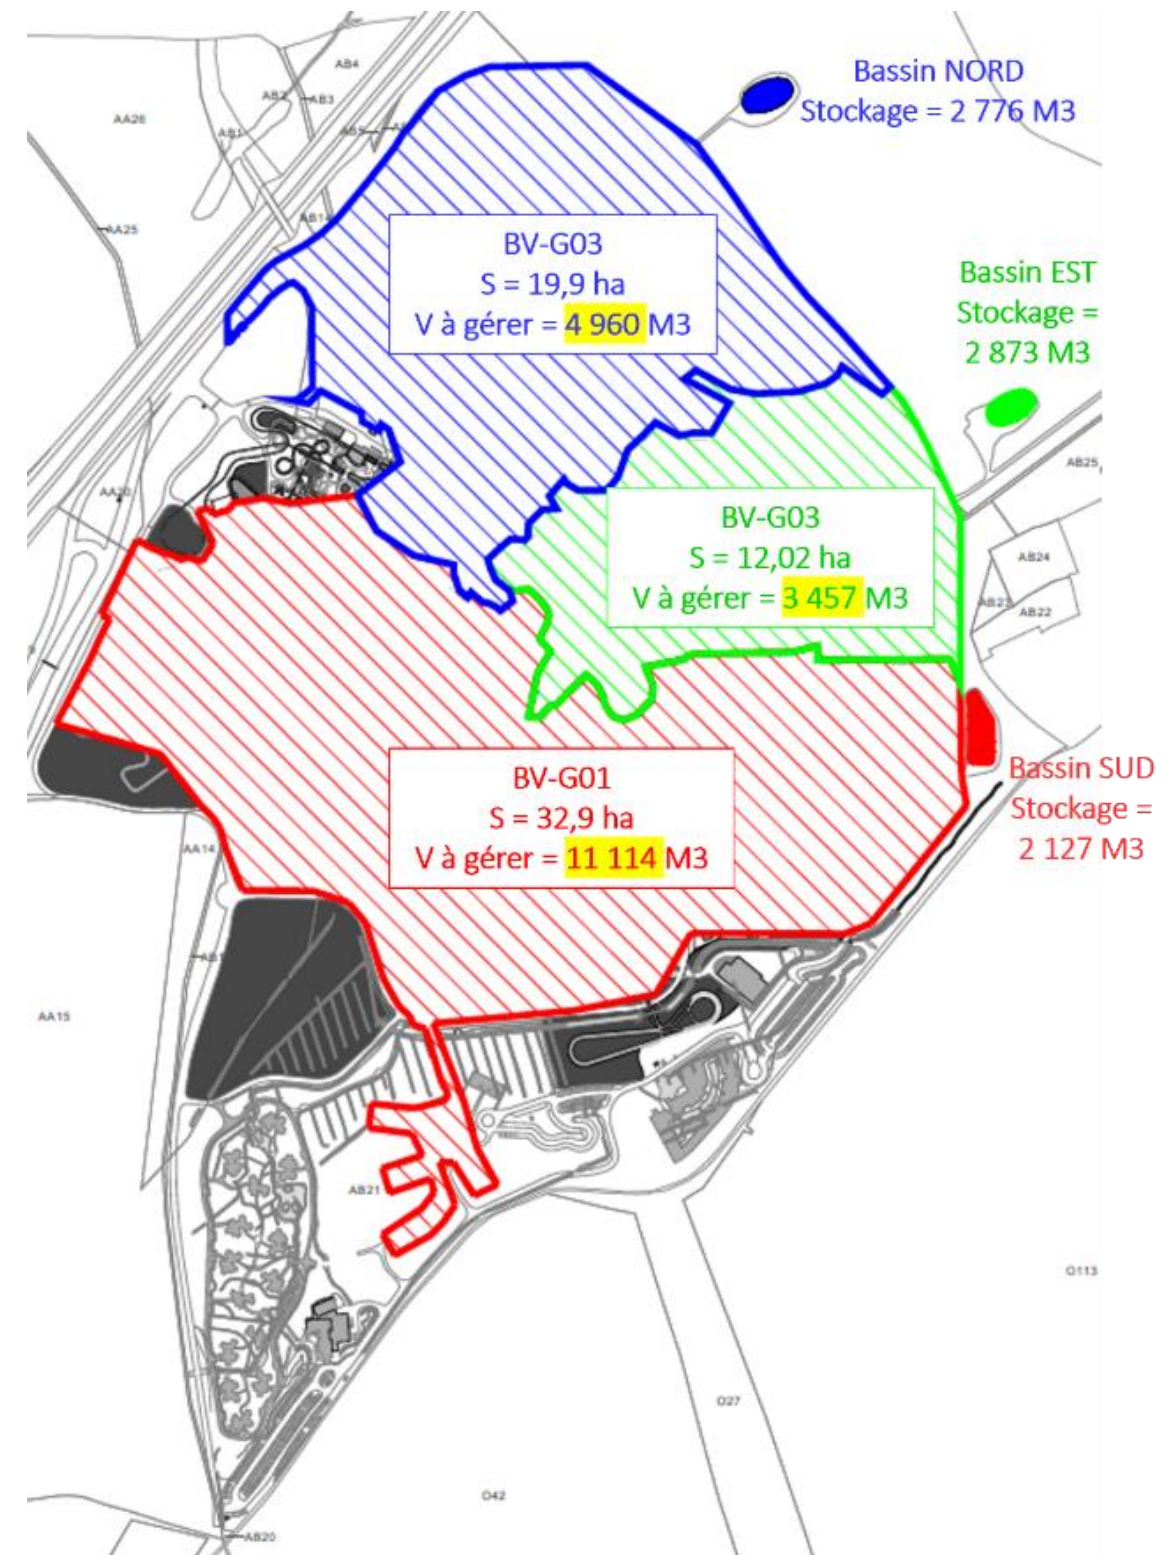 AB4
Bassin NORD
Stockage = 2 776 M3
AB2
AB3
AA26
AB1
AB5
AB14
AA25
BV-G03
S = 19,9 ha
V à gérer = 4 960 M3
Bassin EST
Stockage =
2 873 M3
AB25
AA20
BV-G03
S = 12,02 ha
V à gérer = 3 457 M3
AB24
AB23
AB22
BV-G01
S = 32,9 ha
V à gérer = 11 114 M3
Bassin SUD
Stockage =
2 127 M3
AA14
AB1
AA15
AB21
O113
O27
O42
AB20